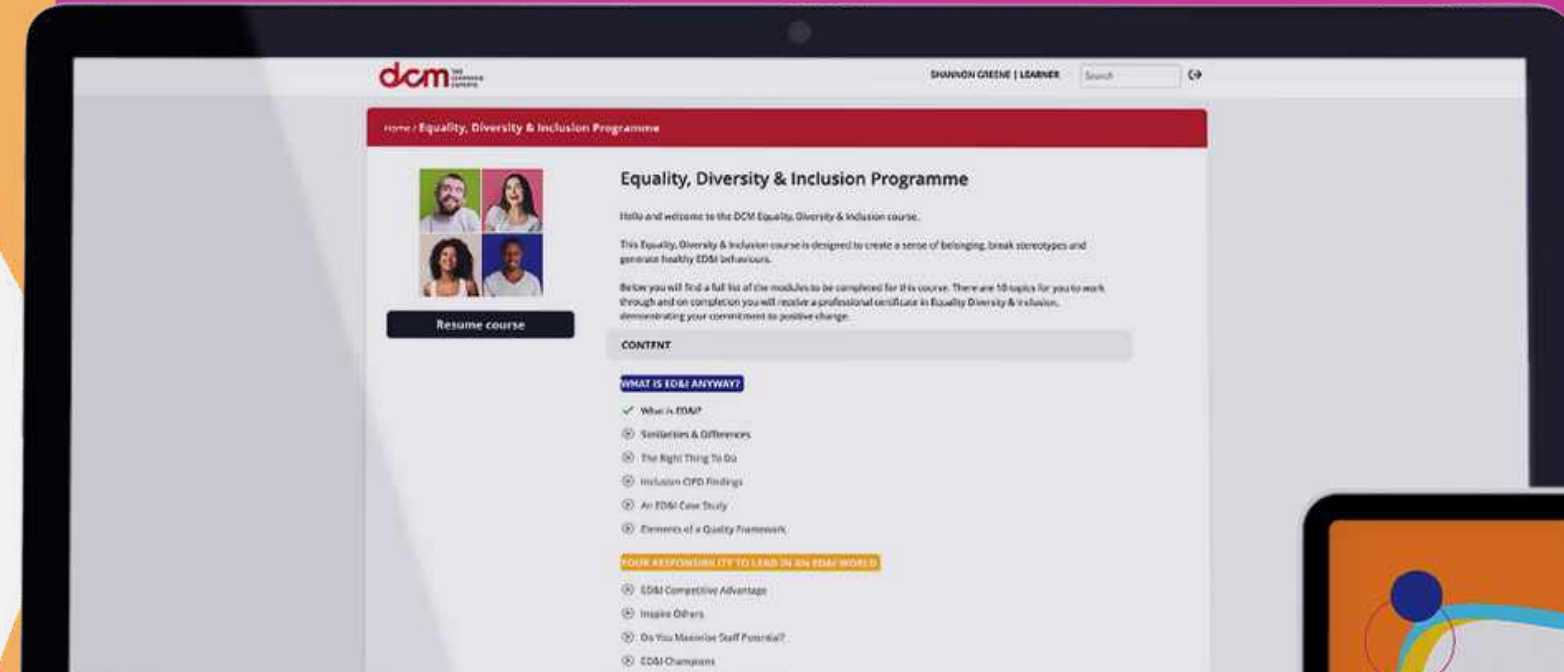 dcm THE LEARNING EXPERTS
SHANNON GREENE | LEARNER
Search
Home / Equality, Diversity & Inclusion Programme
Equality, Diversity & Inclusion Programme
Hello and welcome to the DCM Equality, Diversity & Inclusion course.
This Equality, Diversity & Inclusion course is designed to create a sense of belonging, break stereotypes and
generate healthy ED&I behaviours.
Below you will find a full list of the modules to be completed for this course. There are 10 topics for you to work
through and on completion you will receive a professional certificate in Equality Diversity & Inclusion,
demonstrating your commitment to positive change.
Resume course
CONTENT
WHAT IS ED&I ANYWAY?
What is ED&I?
Similarities & Differences
The Right Thing To Do
Inclusion CIPD Findings
An ED&I Case Study
Elements of a Quality Framework
YOUR RESPONSIBILITY TO LEAD IN AN ED&I WORLD
ED&I Competitive Advantage
Inspire Others
Do You Maximise Staff Potential?
ED&I Champions